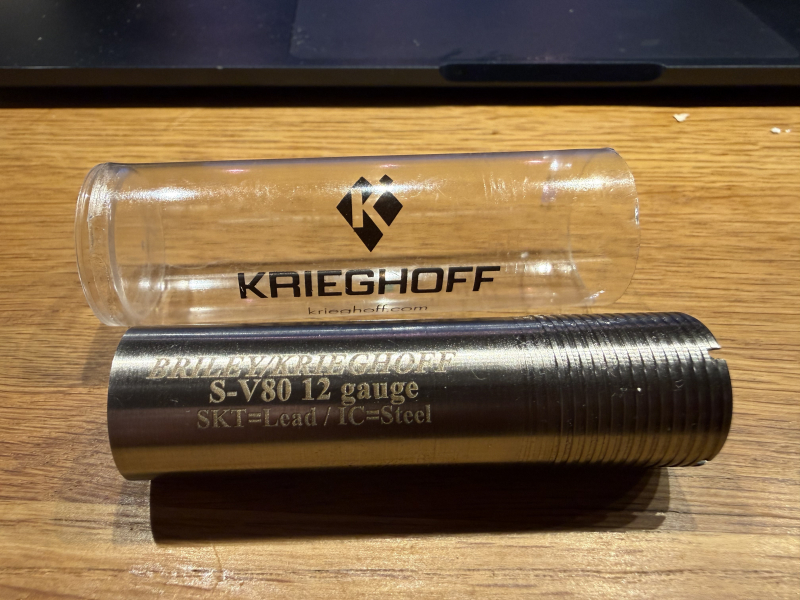 K
KRIEGHOFF
krieghoff.com
BRILEY/KRIEGHOFF
S-V80 12 gauge
SKT=Lead / IC=Steel